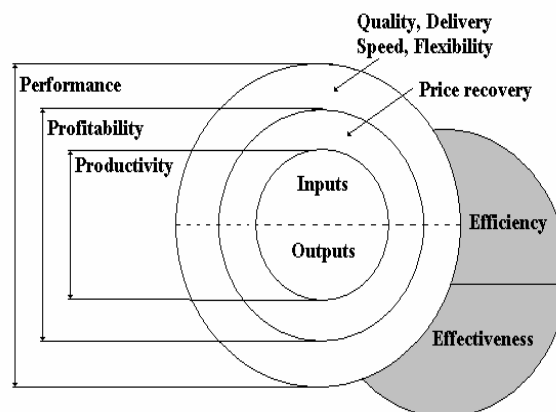 Quality, Delivery
Speed, Flexibility
Performance
Price recovery
Profitability
Productivity
Inputs
Efficiency
Outputs
Effectiveness